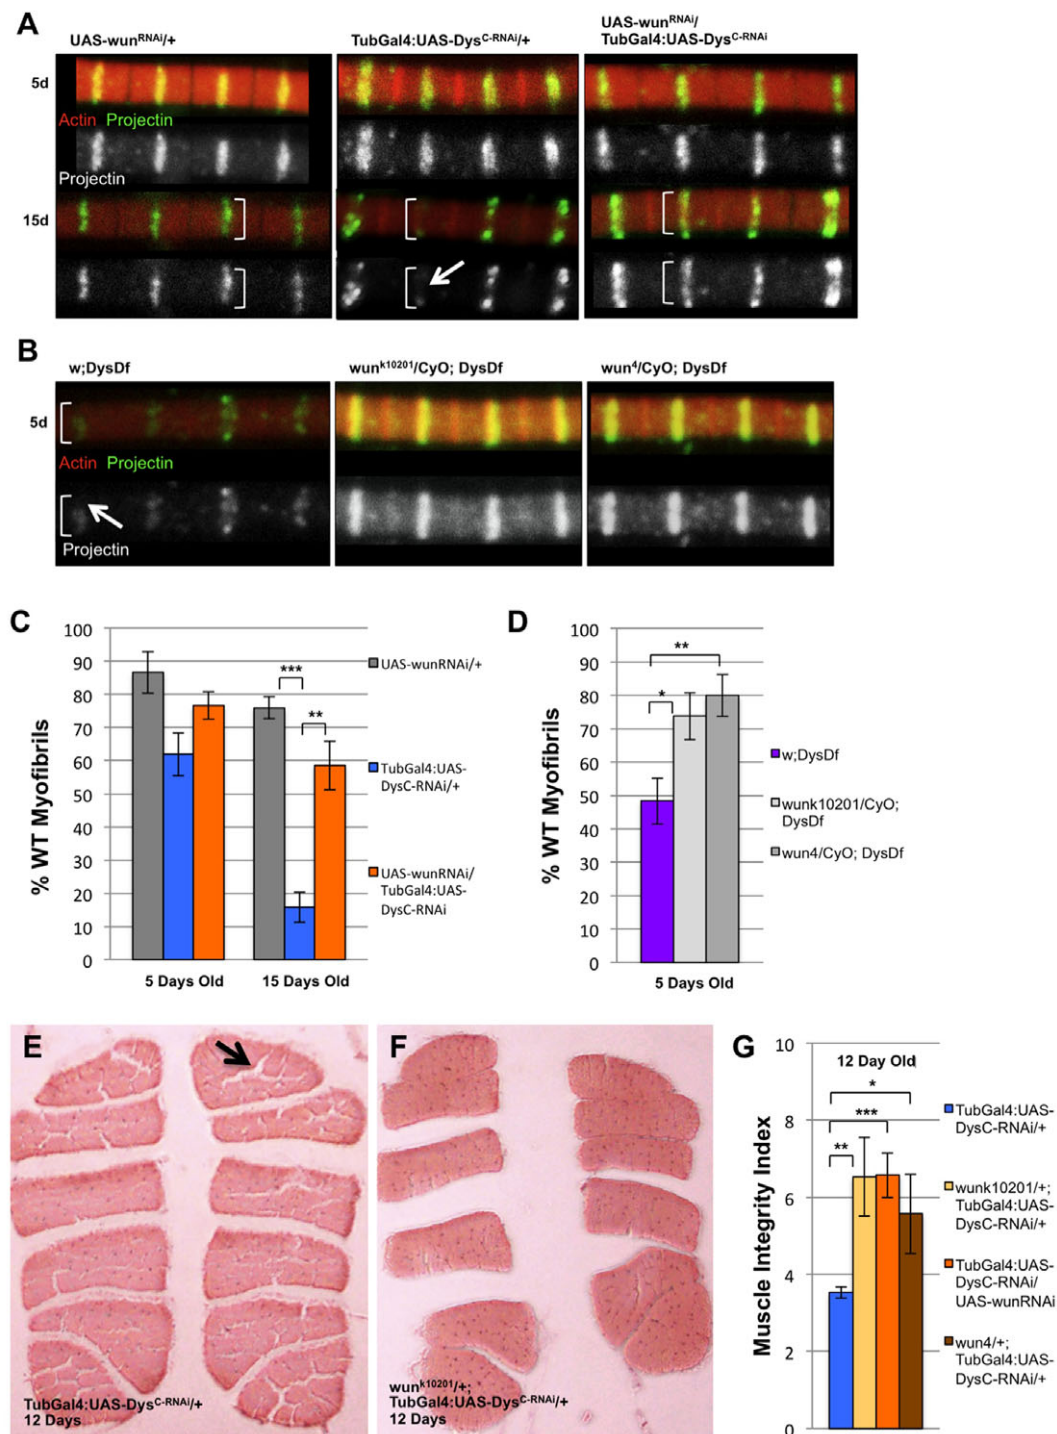 A
UAS-wunRNAi/+
TubGal4:UAS-DysC-RNAi/+
UAS-wunRNAi/
TubGal4:UAS-DysC-RNAi
5d
Actin Projectin
Projectin
15d
B
w;DysDf
wunk10201/CyO; DysDf
wun4/CyO; DysDf
5d
Actin Projectin
Projectin
C
% WT Myofibrils
100
90
80
70
60
50
40
30
20
10
0
***
**
5 Days Old
15 Days Old
UAS-wunRNAi/+
TubGal4:UAS-
DysC-RNAi/+
UAS-wunRNAi/
TubGal4:UAS-
DysC-RNAi
D
% WT Myofibrils
100
90
80
70
60
50
40
30
20
10
0
**
*
5 Days Old
w;DysDf
wunk10201/CyO;
DysDf
wun4/CyO; DysDf
E
TubGal4:UAS-DysC-RNAi/+
12 Days
F
wunk10201/+;
TubGal4:UAS-DysC-RNAi/+
12 Days
G
Muscle Integrity Index
10
8
6
4
2
0
12 Day Old
*
***
**
TubGal4:UAS-
DysC-RNAi/+
wunk10201/+;
TubGal4:UAS-
DysC-RNAi/+
TubGal4:UAS-
DysC-RNAi/
UAS-wunRNAi
wun4/+;
TubGal4:UAS-
DysC-RNAi/+